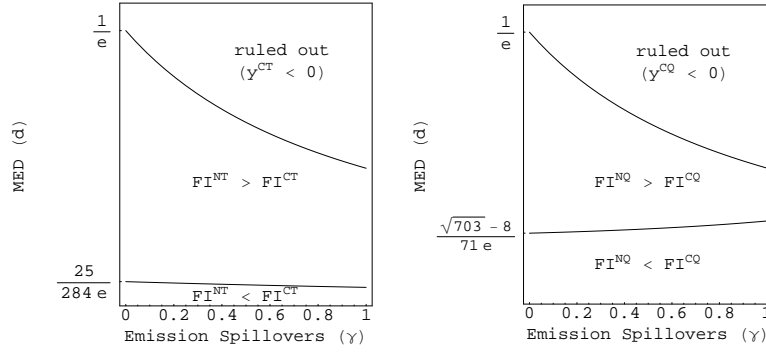 1
e
ruled out
(y^CT < 0)
MED (d)
FI^NT > FI^CT
25
284 e
FI^NT < FI^CT
0 0.2 0.4 0.6 0.8 1
Emission Spillovers (γ)
1
e
ruled out
(y^CQ < 0)
MED (d)
FI^NQ > FI^CQ
√703 - 8
71 e
FI^NQ < FI^CQ
0 0.2 0.4 0.6 0.8 1
Emission Spillovers (γ)